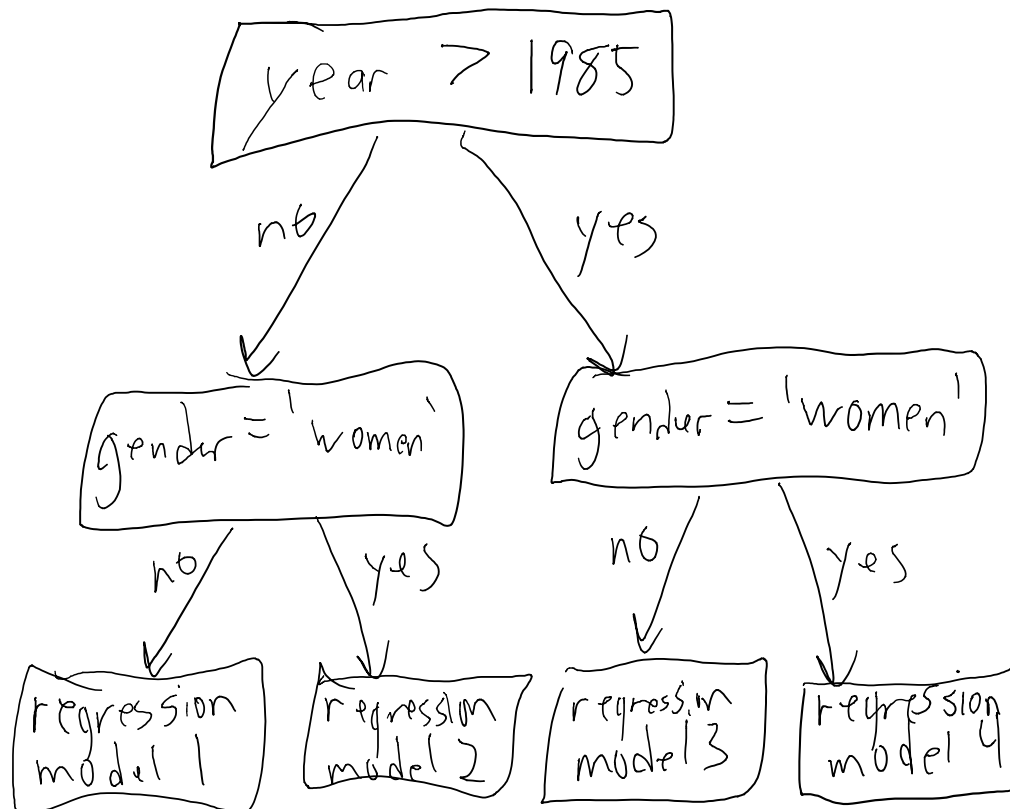 year > 1985
no
yes
gender = 'women'
gender = 'women'
no
yes
no
yes
regression
model 1
regression
model 2
regression
model 3
regression
model 4